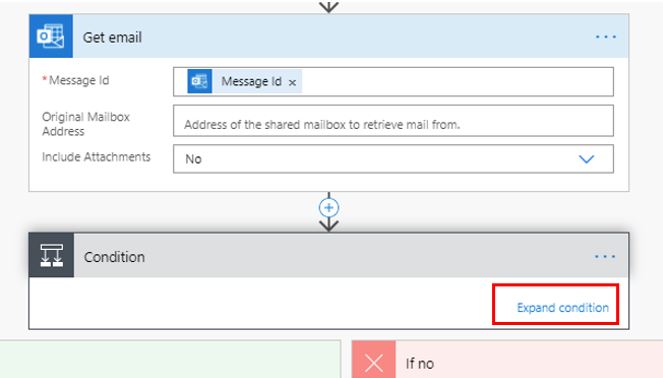 Get email
*Message Id
Message Id ×
Original Mailbox
Address
Address of the shared mailbox to retrieve mail from.
Include Attachments
No
Condition
Expand condition
If no